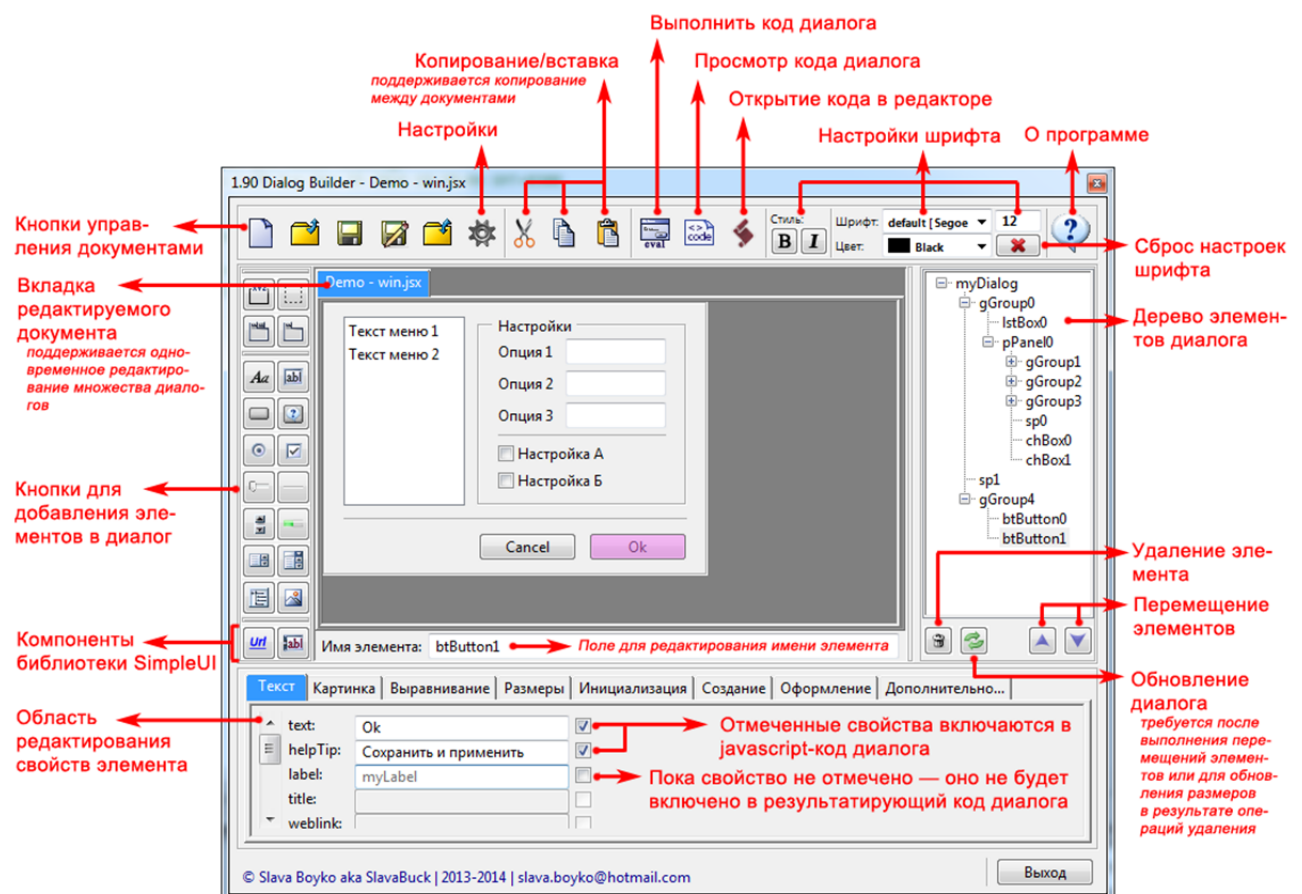 Выполнить код диалога
Копирование/вставка
поддерживается копирование
между документами
Просмотр кода диалога
Открытие кода в редакторе
Настройки
Настройки шрифта
О программе
1.90 Dialog Builder - Demo - win.jsx
Кнопки управ-
ления документами
eval
<>
code
Стиль:
B I
Шрифт: default [Segoe
12
Цвет: Black
?
Сброс настроек
шрифта
Вкладка
редактируемого
документа
поддерживается одно-
временное редактиро-
вание множества диало-
гов
XYZ
Aa
abl
Demo - win.jsx
Текст меню 1
Текст меню 2
Настройки
Опция 1
Опция 2
Опция 3
Настройка А
Настройка Б
Cancel
Ok
myDialog
gGroup0
lstBox0
pPanel0
gGroup1
gGroup2
gGroup3
sp0
chBox0
chBox1
sp1
gGroup4
btButton0
btButton1
Дерево элемен-
тов диалога
Кнопки для
добавления эле-
ментов в диалог
Удаление эле-
мента
Перемещение
элементов
Компоненты
библиотеки SimpleUI
Url
abl
Имя элемента: btButton1
Поле для редактирования имени элемента
Обновление
диалога
требуется после
выполнения пере-
мещений элемен-
тов или для обнов-
ления размеров
в результате опе-
раций удаления
Текст Картинка Выравнивание Размеры Инициализация Создание Оформление Дополнительно...
Область
редактирования
свойств элемента
text: Ok
helpTip: Сохранить и применить
label: myLabel
title:
weblink:
Отмеченные свойства включаются в
javascript-код диалога
Пока свойство не отмечено — оно не будет
включено в результатирующий код диалога
© Slava Boyko aka SlavaBuck | 2013-2014 | slava.boyko@hotmail.com
Выход